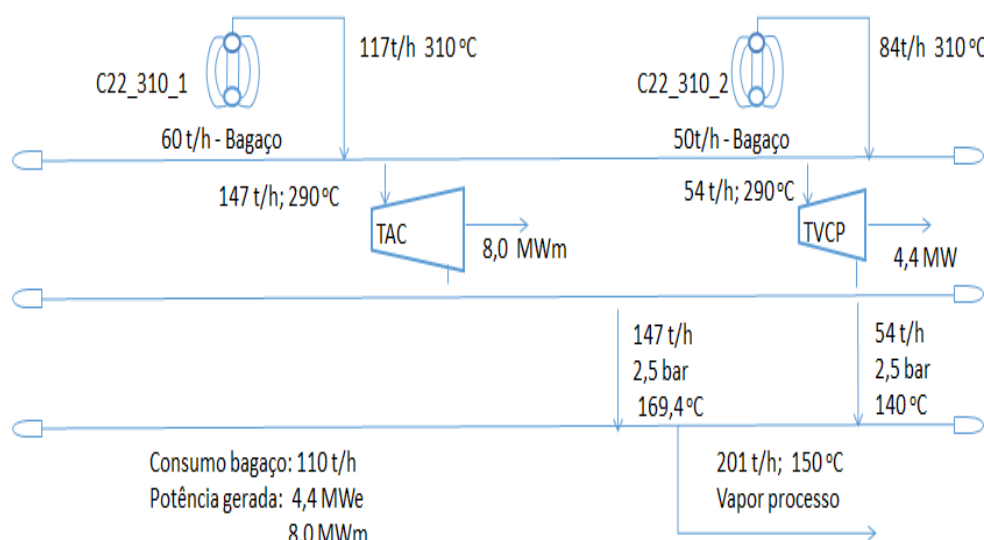 117t/h 310 ºC
84t/h 310 ºC
C22_310_1
C22_310_2
60 t/h - Bagaço
50t/h - Bagaço
147 t/h; 290 ºC
54 t/h; 290 ºC
TAC
TVCP
8,0 MWm
4,4 MW
147 t/h
2,5 bar
169,4 ºC
54 t/h
2,5 bar
140 ºC
Consumo bagaço: 110 t/h
Potência gerada: 4,4 MWe
8,0 MWm
201 t/h; 150 ºC
Vapor processo